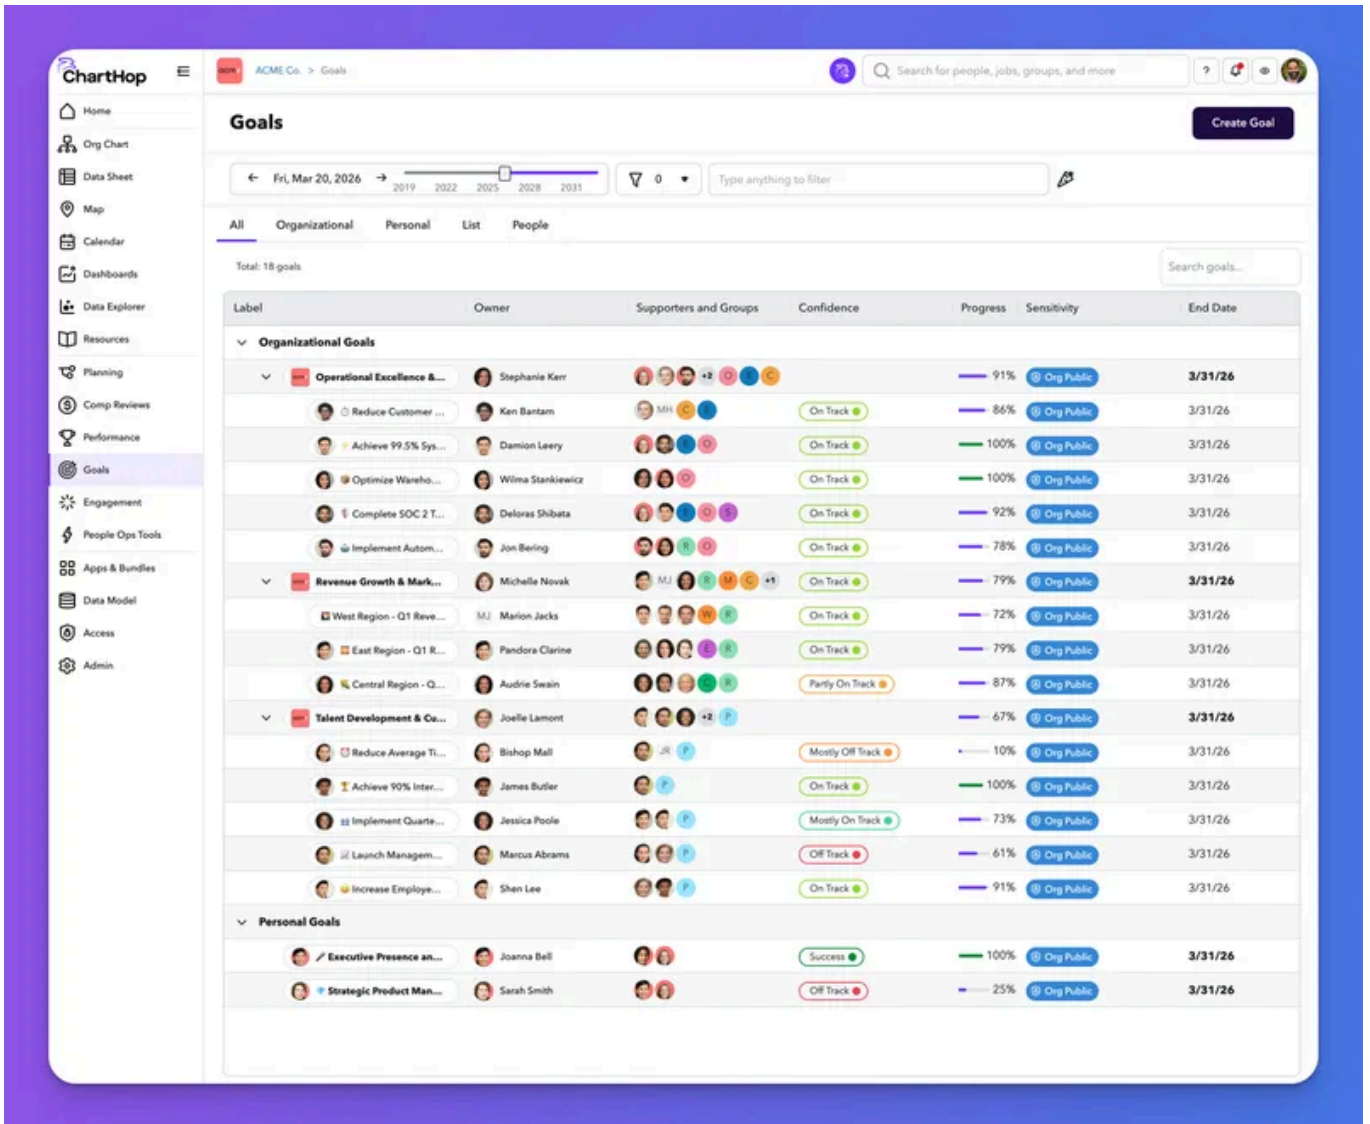 ChartHop
ACME Co. > Goals
Search for people, jobs, groups, and more
?
Home
Org Chart
Data Sheet
Map
Calendar
Dashboards
Data Explorer
Resources
Planning
Comp Reviews
Performance
Goals
Engagement
People Ops Tools
Apps & Bundles
Data Model
Access
Admin
Goals
Create Goal
Fri, Mar 20, 2026
2019 2022 2025 2028 2031
0
Type anything to filter
All Organizational Personal List People
Total: 18 goals
Search goals...
Label Owner Supporters and Groups Confidence Progress Sensitivity End Date
Organizational Goals
Operational Excellence &... Stephanie Kerr +2 O E C 91% Org Public 3/31/26
Reduce Customer ... Ken Bantam MH C E On Track 86% Org Public 3/31/26
Achieve 99.5% Sys... Damion Leery E O On Track 100% Org Public 3/31/26
Optimize Wareho... Wilma Stankiewicz O On Track 100% Org Public 3/31/26
Complete SOC 2 T... Deloras Shibata E O S On Track 92% Org Public 3/31/26
Implement Autom... Jon Bering R O On Track 78% Org Public 3/31/26
Revenue Growth & Mark... Michelle Novak MJ R M C +1 On Track 79% Org Public 3/31/26
West Region - Q1 Reve... MJ Marion Jacks W R On Track 72% Org Public 3/31/26
East Region - Q1 R... Pandora Clarine E R On Track 79% Org Public 3/31/26
Central Region - Q... Audrie Swain C R Partly On Track 87% Org Public 3/31/26
Talent Development & Cu... Joelle Lamont +2 P 67% Org Public 3/31/26
Reduce Average Ti... Bishop Mall JR P Mostly Off Track 10% Org Public 3/31/26
Achieve 90% Inter... James Butler P On Track 100% Org Public 3/31/26
Implement Quarte... Jessica Poole P Mostly On Track 73% Org Public 3/31/26
Launch Managem... Marcus Abrams P Off Track 61% Org Public 3/31/26
Increase Employe... Shen Lee P On Track 91% Org Public 3/31/26
Personal Goals
Executive Presence an... Joanna Bell Success 100% Org Public 3/31/26
Strategic Product Man... Sarah Smith Off Track 25% Org Public 3/31/26